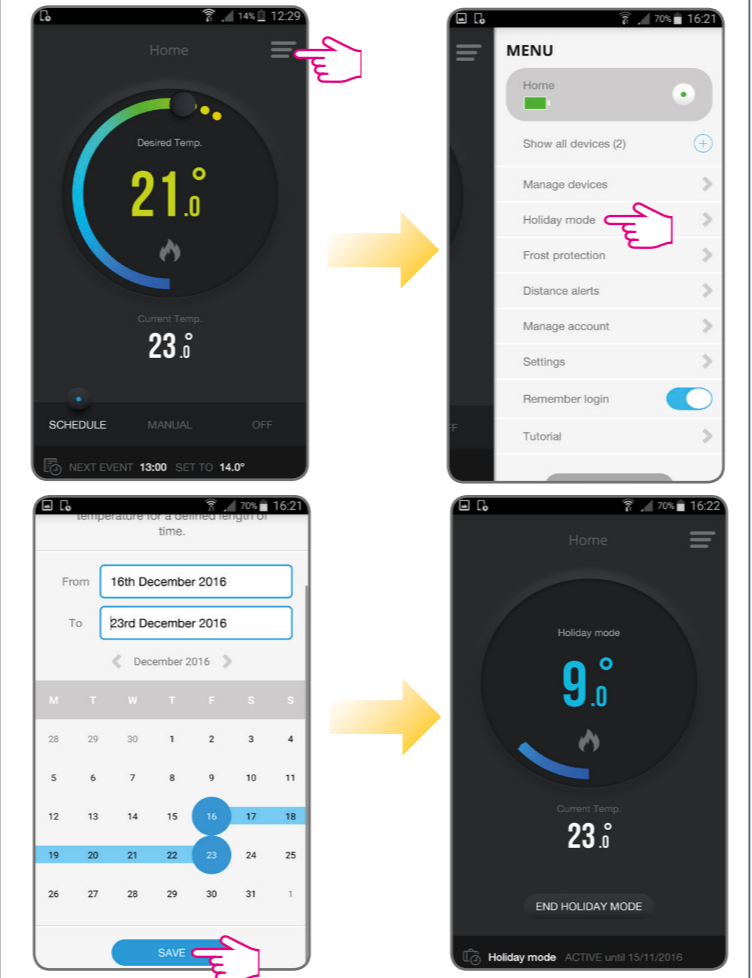 14% 12:29
Home
Desired Temp.
21.0°
Current Temp.
23.0°
SCHEDULE MANUAL OFF
NEXT EVENT 13:00 SET TO 14.0°
70% 16:21
MENU
Home
Show all devices (2)
Manage devices
Holiday mode
Frost protection
Distance alerts
Manage account
Settings
Remember login
Tutorial
70% 16:21
temperature for a defined length of
time.
From 16th December 2016
To 23rd December 2016
December 2016
M T W T F S S
28 29 30 1 2 3 4
5 6 7 8 9 10 11
12 13 14 15 16 17 18
19 20 21 22 23 24 25
26 27 28 29 30 31 1
SAVE
70% 16:22
Home
Holiday mode
9.0°
Current Temp.
23.0°
END HOLIDAY MODE
Holiday mode ACTIVE until 15/11/2016